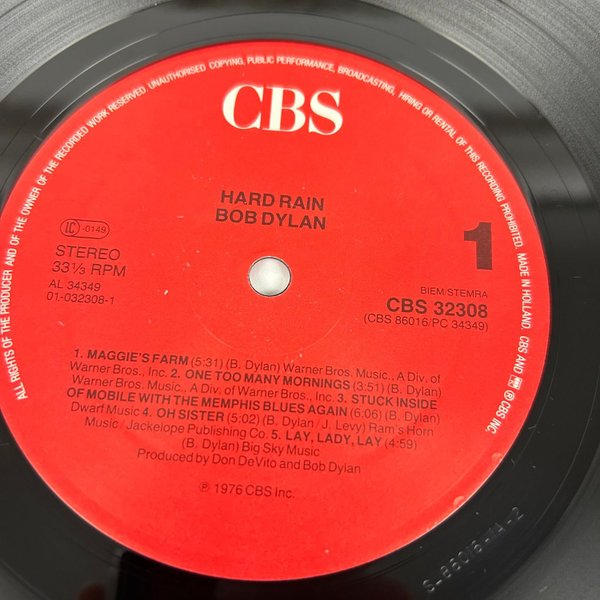 ALL RIGHTS OF THE PRODUCER AND OF THE OWNER OF THE RECORDED WORK RESERVED. UNAUTHORISED COPYING, PUBLIC PERFORMANCE, BROADCASTING, HIRING OR RENTAL OF THIS RECORDING PROHIBITED. MADE IN HOLLAND. CBS AND ℗ CBS INC.
CBS
HARD RAIN
BOB DYLAN
LC -0149
STEREO
33⅓ RPM
AL 34349
01-032308-1
1
BIEM/STEMRA
CBS 32308
(CBS 86016/PC 34349)
1. MAGGIE'S FARM (5:31) (B. Dylan) Warner Bros. Music., A Div. of
Warner Bros., Inc. 2. ONE TOO MANY MORNINGS (3:51) (B. Dylan)
Warner Bros. Music., A Div. of Warner Bros., Inc. 3. STUCK INSIDE
OF MOBILE WITH THE MEMPHIS BLUES AGAIN (6:06) (B. Dylan)
Dwarf Music 4. OH SISTER (5:02) (B. Dylan / J. Levy) Ram's Horn
Music / Jackelope Publishing Co. 5. LAY, LADY, LAY (4:59)
(B. Dylan) Big Sky Music
Produced by Don DeVito and Bob Dylan
℗ 1976 CBS Inc.